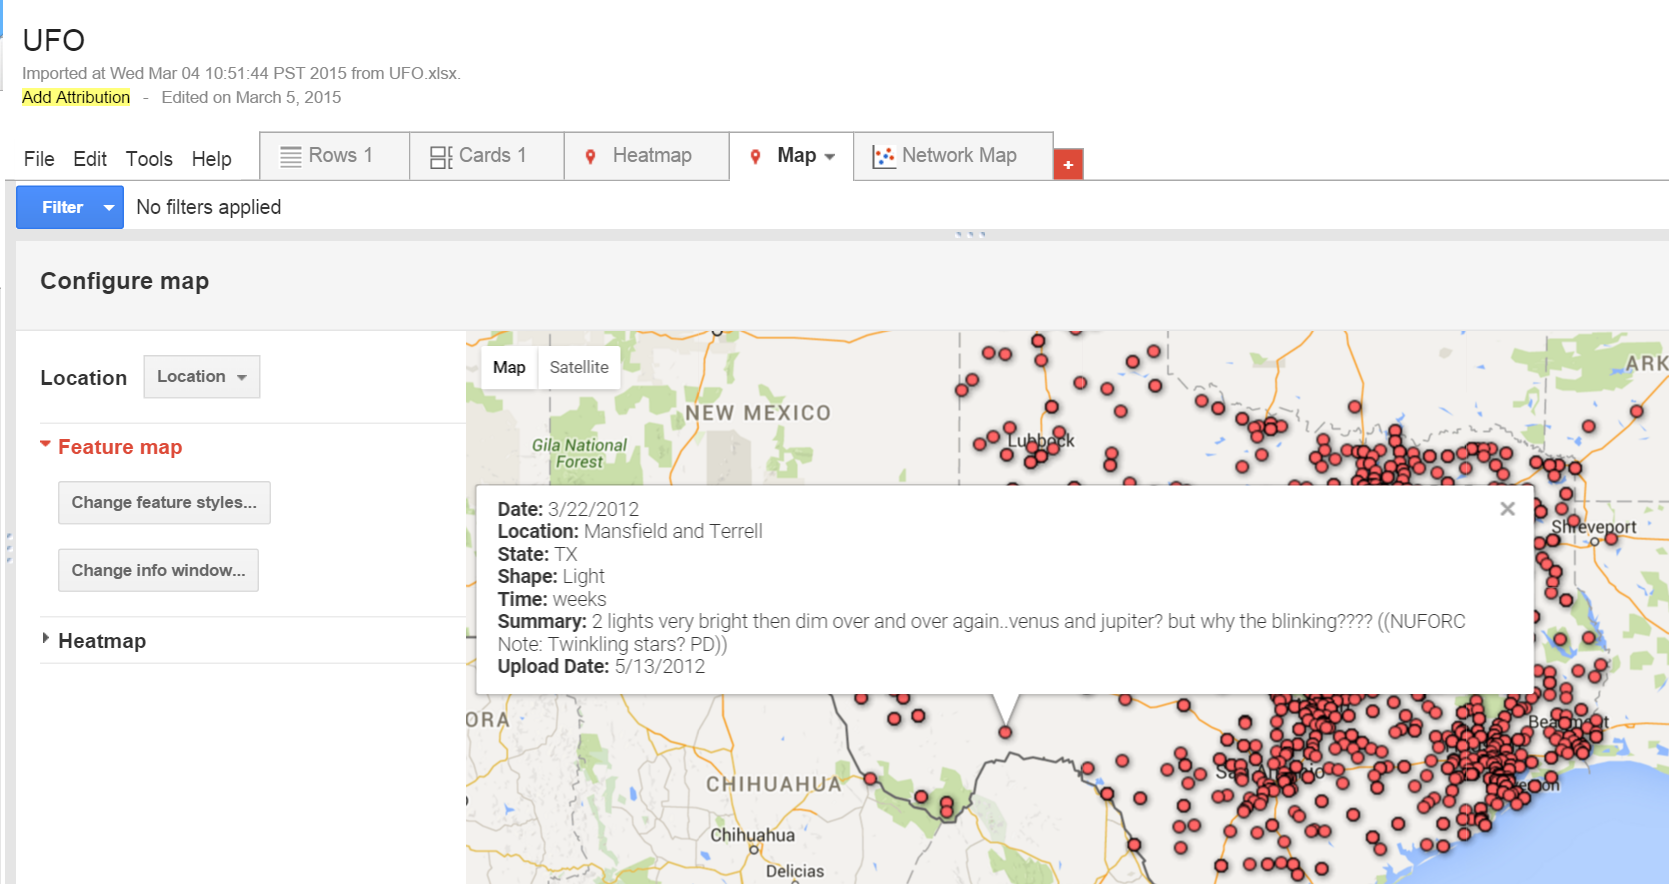 UFO
Imported at Wed Mar 04 10:51:44 PST 2015 from UFO.xlsx.
Add Attribution - Edited on March 5, 2015
File Edit Tools Help Rows 1 Cards 1 Heatmap Map Network Map +
Filter No filters applied
Configure map
Location Location
Feature map
Change feature styles...
Change info window...
Heatmap
Map Satellite
NEW MEXICO
ARK
Gila National
Forest
Lubbock
Shreveport
Date: 3/22/2012
Location: Mansfield and Terrell
State: TX
Shape: Light
Time: weeks
Summary: 2 lights very bright then dim over and over again..venus and jupiter? but why the blinking???? ((NUFORC
Note: Twinkling stars? PD))
Upload Date: 5/13/2012
ORA
Beaumont
San Antonio
CHIHUAHUA
Chihuahua
Delicias